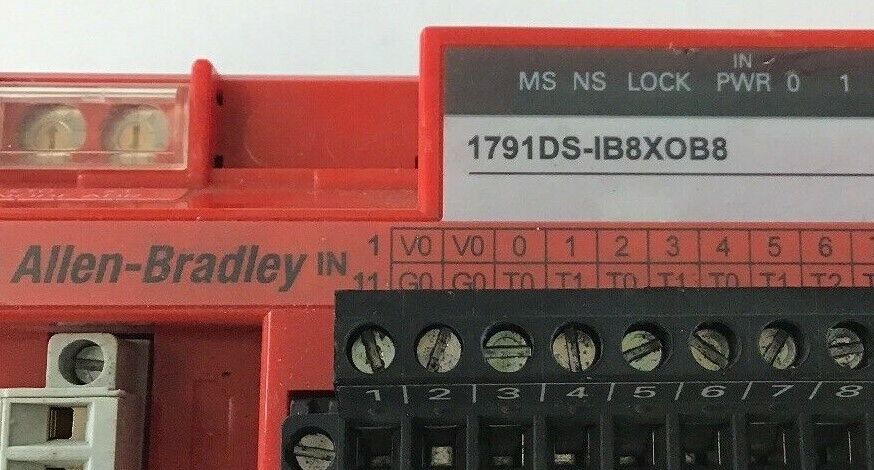 MS NS LOCK IN PWR 0 1
1791DS-IB8XOB8
Allen-Bradley IN
1 V0 V0 0 1 2 3 4 5 6
11 G0 G0 T0 T1 T0 T1 T0 T1 T2
1 2 3 4 5 6 7 8